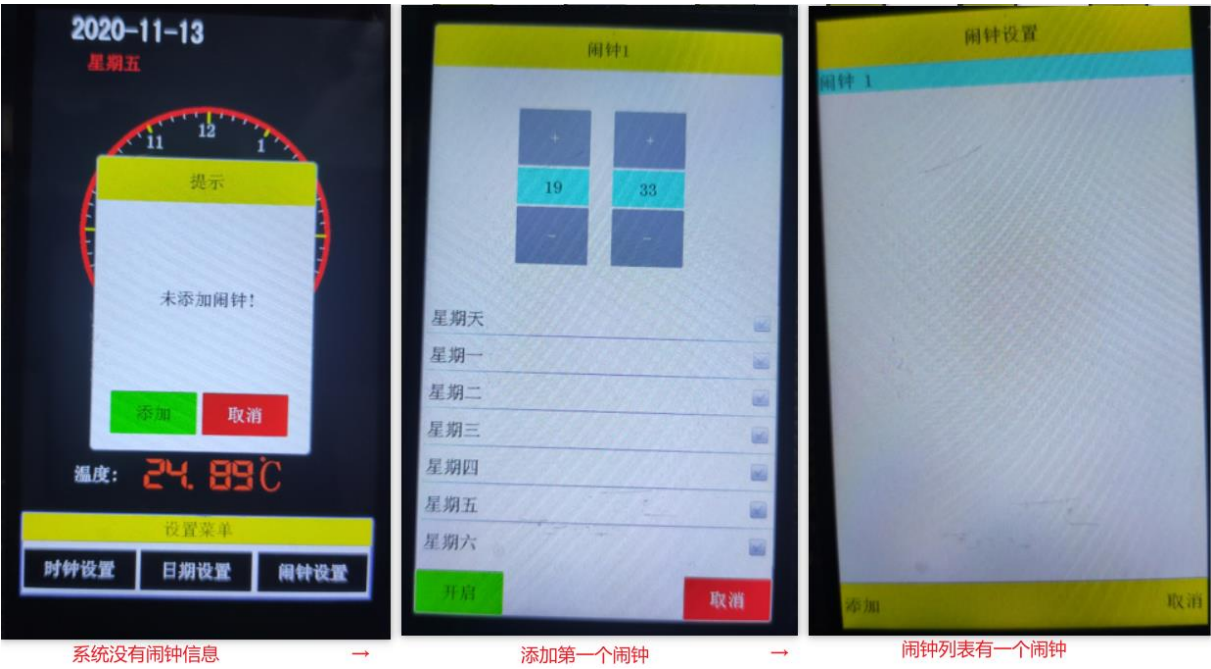 2020-11-13
星期五
11
12
1
提示
未添加闹钟!
添加
取消
温度: 24.89℃
设置菜单
时钟设置
日期设置
闹钟设置
系统没有闹钟信息 →
闹钟1
+
+
19
33
-
-
星期天
星期一
星期二
星期三
星期四
星期五
星期六
开启
取消
添加第一个闹钟 →
闹钟设置
闹钟 1
添加
取消
闹钟列表有一个闹钟